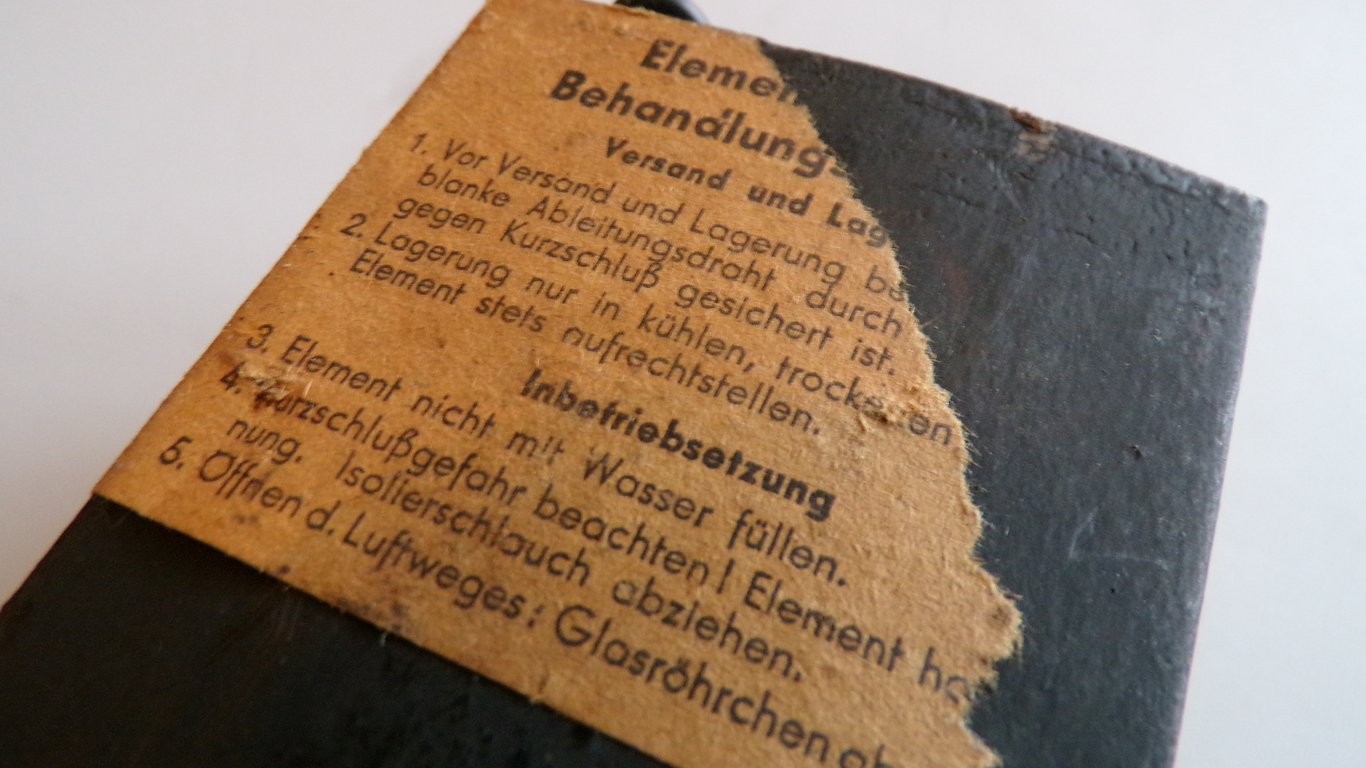 Elemen
Behandlungs
Versand und Lag
1. Vor Versand und Lagerung be
blanke Ableitungsdraht durch
gegen Kurzschluß gesichert ist.
2. Lagerung nur in kühlen, trockenen
Element stets aufrechtstellen.
Inbetriebsetzung
3. Element nicht mit Wasser füllen.
4. Kurzschlußgefahr beachten! Element ha
nung. Isolierschlauch abziehen.
5. Öffnen d. Luftweges: Glasröhrchen ab